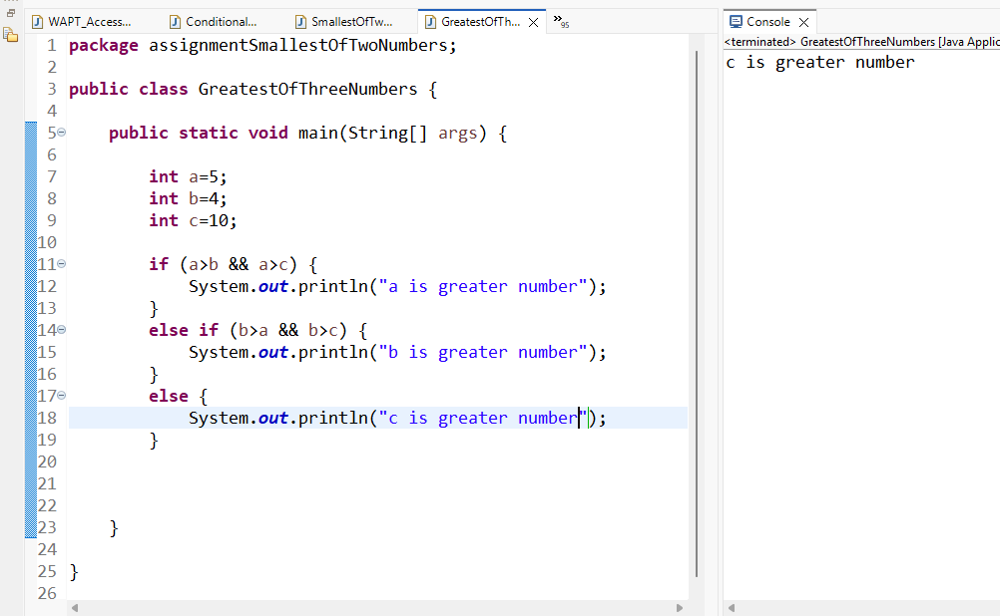 WAPT_Access...
Conditional...
SmallestOfTw...
GreatestOfTh...
95
1 package assignmentSmallestOfTwoNumbers;
2
3 public class GreatestOfThreeNumbers {
4
5 public static void main(String[] args) {
6
7 int a=5;
8 int b=4;
9 int c=10;
10
11 if (a>b && a>c) {
12 System.out.println("a is greater number");
13 }
14 else if (b>a && b>c) {
15 System.out.println("b is greater number");
16 }
17 else {
18 System.out.println("c is greater number");
19 }
20
21
22
23 }
24
25 }
26
Console
<terminated> GreatestOfThreeNumbers [Java Applic
c is greater number